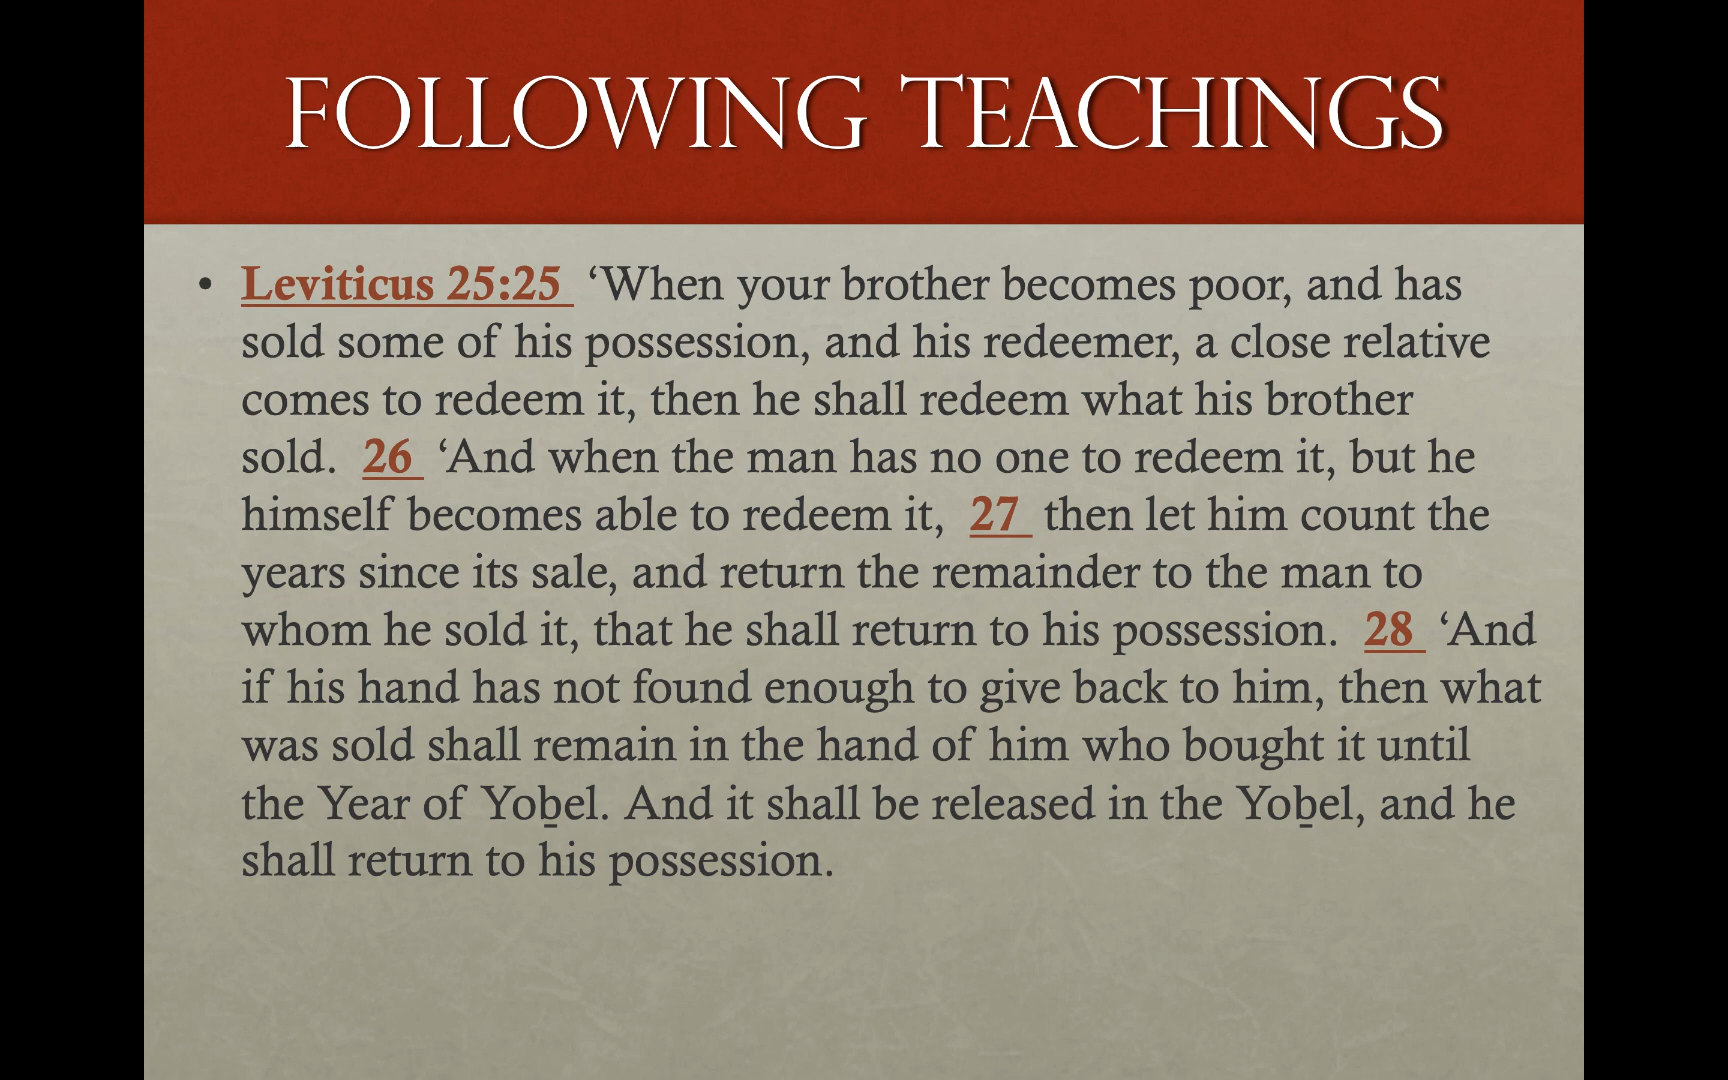 FOLLOWING TEACHINGS
• Leviticus 25:25 ‘When your brother becomes poor, and has
sold some of his possession, and his redeemer, a close relative
comes to redeem it, then he shall redeem what his brother
sold. 26 ‘And when the man has no one to redeem it, but he
himself becomes able to redeem it, 27 then let him count the
years since its sale, and return the remainder to the man to
whom he sold it, that he shall return to his possession. 28 ‘And
if his hand has not found enough to give back to him, then what
was sold shall remain in the hand of him who bought it until
the Year of Yoḇel. And it shall be released in the Yoḇel, and he
shall return to his possession.